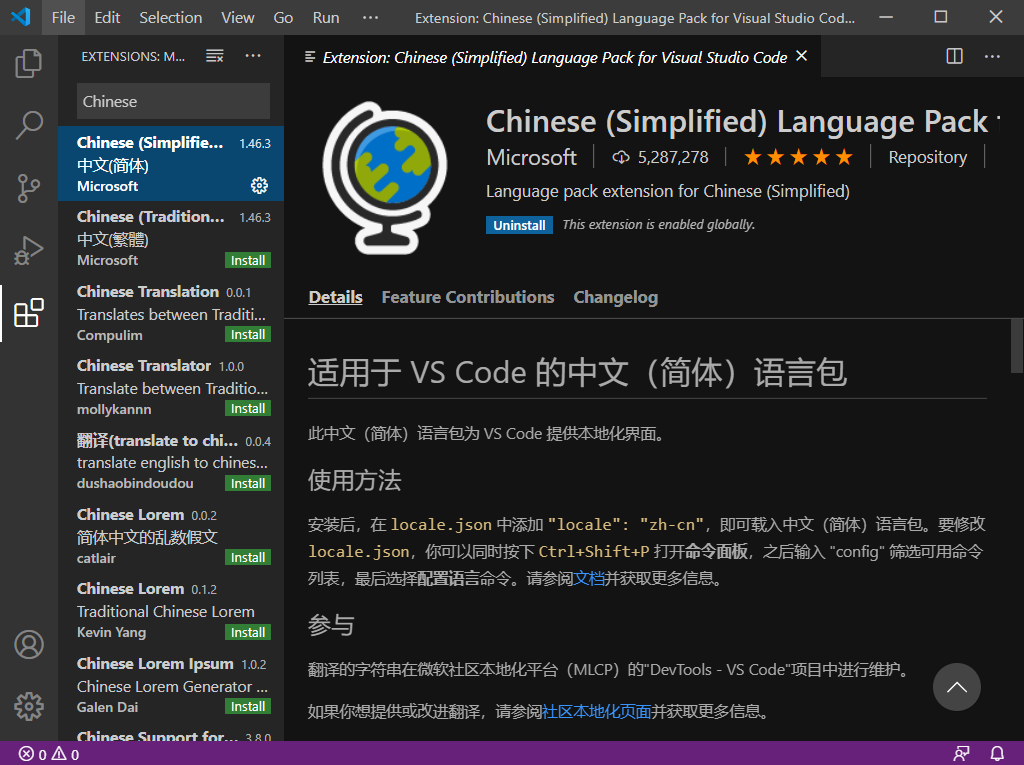 File Edit Selection View Go Run ··· Extension: Chinese (Simplified) Language Pack for Visual Studio Cod...
EXTENSIONS: M...
Chinese
Chinese (Simplifie... 1.46.3
中文(简体)
Microsoft
Chinese (Tradition... 1.46.3
中文(繁體)
Microsoft Install
Chinese Translation 0.0.1
Translates between Traditi...
Compulim Install
Chinese Translator 1.0.0
Translate between Traditio...
mollykannn Install
翻译(translate to chi... 0.0.4
translate english to chines...
dushaobindoudou Install
Chinese Lorem 0.0.2
简体中文的乱数假文
catlair Install
Chinese Lorem 0.1.2
Traditional Chinese Lorem
Kevin Yang Install
Chinese Lorem Ipsum 1.0.2
Chinese Lorem Generator ...
Galen Dai Install
Chinese Support for... 3.8.0
Extension: Chinese (Simplified) Language Pack for Visual Studio Code
Chinese (Simplified) Language Pack
Microsoft 5,287,278 ★★★★★ Repository
Language pack extension for Chinese (Simplified)
Uninstall This extension is enabled globally.
Details Feature Contributions Changelog
适用于 VS Code 的中文（简体）语言包
此中文（简体）语言包为 VS Code 提供本地化界面。
使用方法
安装后，在 locale.json 中添加 "locale": "zh-cn"，即可载入中文（简体）语言包。要修改
locale.json，你可以同时按下 Ctrl+Shift+P 打开命令面板，之后输入 "config" 筛选可用命令
列表，最后选择配置语言命令。请参阅文档并获取更多信息。
参与
翻译的字符串在微软社区本地化平台（MLCP）的"DevTools - VS Code"项目中进行维护。
如果你想提供或改进翻译，请参阅社区本地化页面并获取更多信息。
0 0